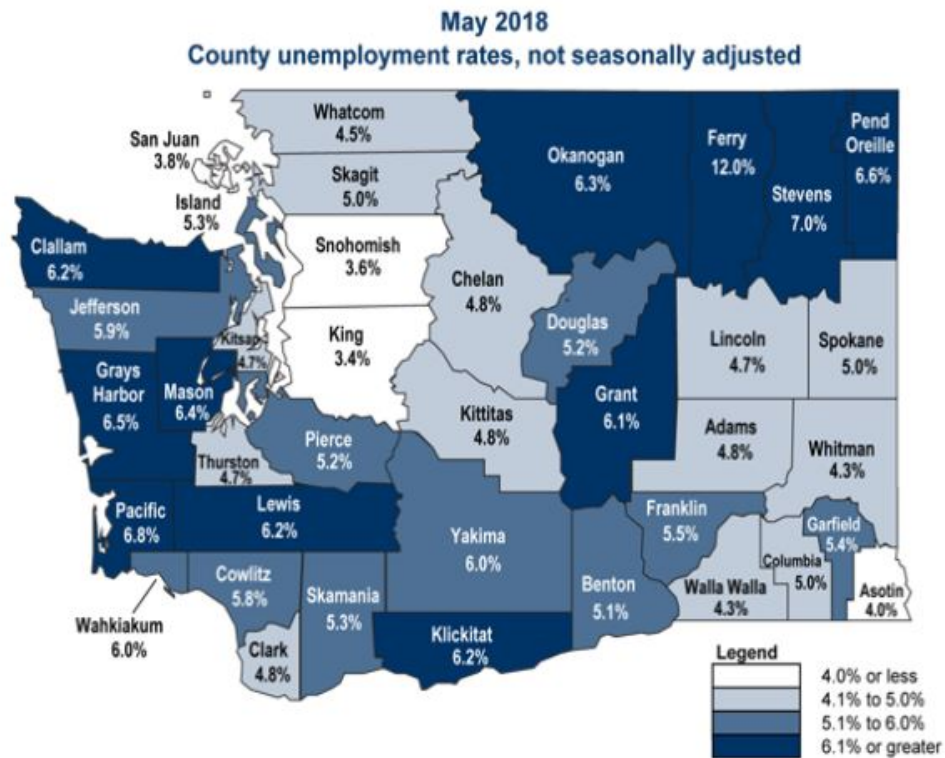 May 2018
County unemployment rates, not seasonally adjusted
Whatcom
4.5%
San Juan
3.8%
Skagit
5.0%
Island
5.3%
Okanogan
6.3%
Ferry
12.0%
Stevens
7.0%
Pend
Oreille
6.6%
Clallam
6.2%
Snohomish
3.6%
Chelan
4.8%
Jefferson
5.9%
Kitsap
4.7%
King
3.4%
Douglas
5.2%
Lincoln
4.7%
Spokane
5.0%
Grays
Harbor
6.5%
Mason
6.4%
Kittitas
4.8%
Grant
6.1%
Adams
4.8%
Whitman
4.3%
Pierce
5.2%
Thurston
4.7%
Pacific
6.8%
Lewis
6.2%
Yakima
6.0%
Franklin
5.5%
Garfield
5.4%
Columbia
5.0%
Walla Walla
4.3%
Asotin
4.0%
Benton
5.1%
Cowlitz
5.8%
Skamania
5.3%
Wahkiakum
6.0%
Clark
4.8%
Klickitat
6.2%
Legend
4.0% or less
4.1% to 5.0%
5.1% to 6.0%
6.1% or greater